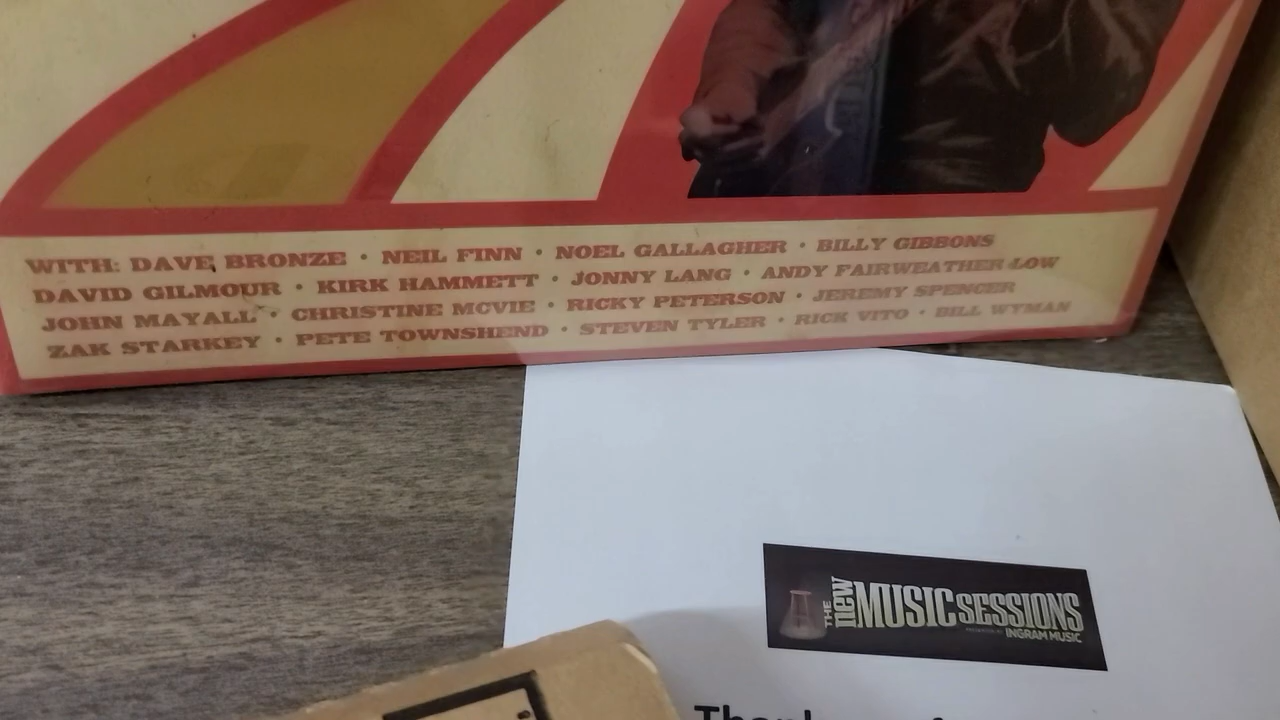 WITH: DAVE BRONZE • NEIL FINN • NOEL GALLAGHER • BILLY GIBBONS
DAVID GILMOUR • KIRK HAMMETT • JONNY LANG • ANDY FAIRWEATHER LOW
JOHN MAYALL • CHRISTINE MCVIE • RICKY PETERSON • JEREMY SPENCER
ZAK STARKEY • PETE TOWNSHEND • STEVEN TYLER • RICK VITO • BILL WYMAN
THE new MUSIC SESSIONS
INGRAM MUSIC